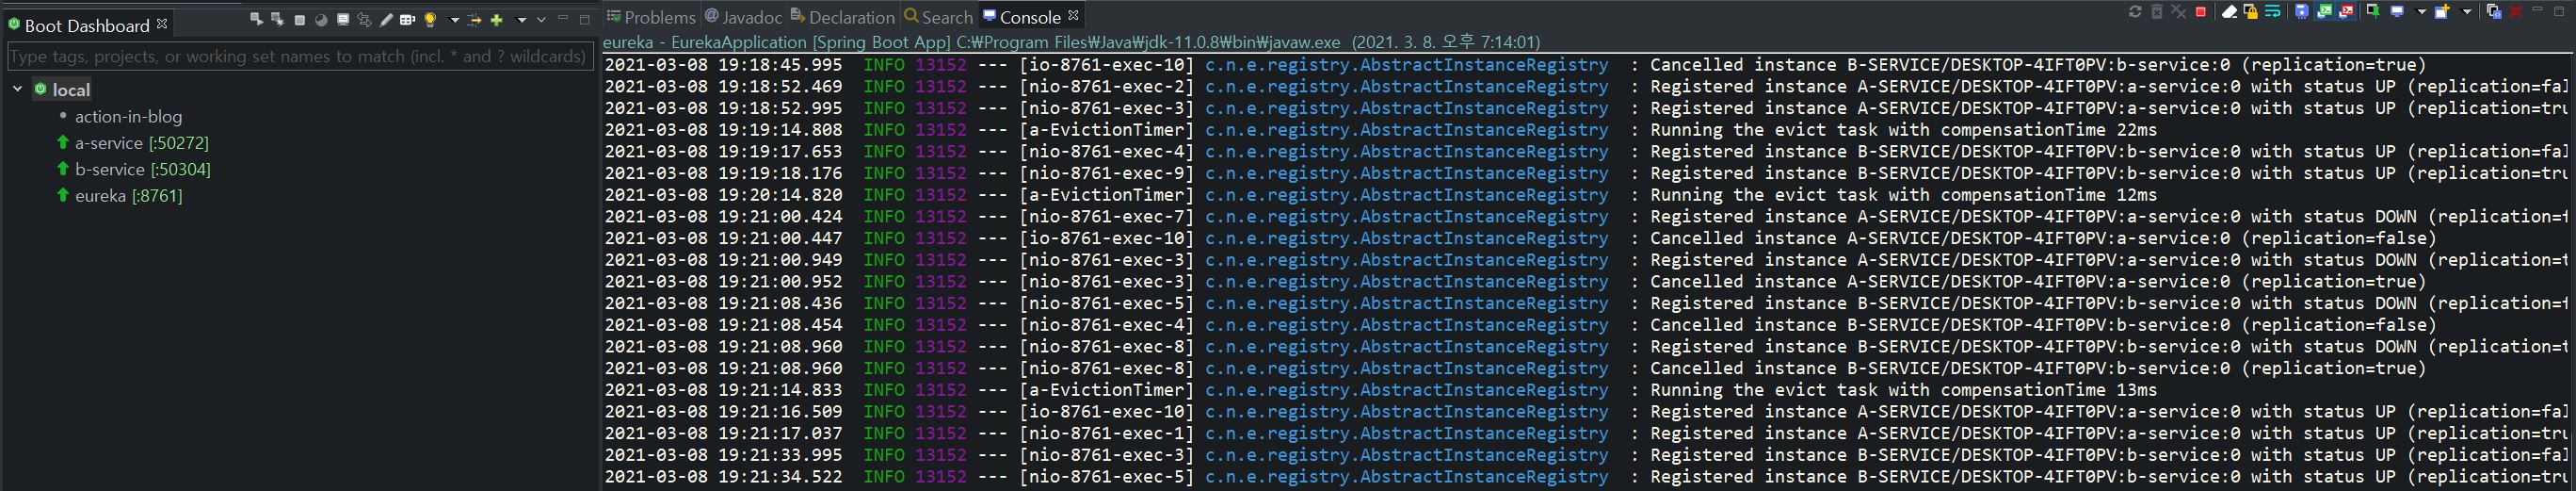 Boot Dashboard
Type tags, projects, or working set names to match (incl. * and ? wildcards)
local
action-in-blog
a-service [:50272]
b-service [:50304]
eureka [:8761]
Problems @ Javadoc Declaration Search Console
eureka - EurekaApplication [Spring Boot App] C:₩Program Files₩Java₩jdk-11.0.8₩bin₩javaw.exe (2021. 3. 8. 오후 7:14:01)
2021-03-08 19:18:45.995 INFO 13152 --- [io-8761-exec-10] c.n.e.registry.AbstractInstanceRegistry : Cancelled instance B-SERVICE/DESKTOP-4IFT0PV:b-service:0 (replication=true)
2021-03-08 19:18:52.469 INFO 13152 --- [nio-8761-exec-2] c.n.e.registry.AbstractInstanceRegistry : Registered instance A-SERVICE/DESKTOP-4IFT0PV:a-service:0 with status UP (replication=fal
2021-03-08 19:18:52.995 INFO 13152 --- [nio-8761-exec-3] c.n.e.registry.AbstractInstanceRegistry : Registered instance A-SERVICE/DESKTOP-4IFT0PV:a-service:0 with status UP (replication=tru
2021-03-08 19:19:14.808 INFO 13152 --- [a-EvictionTimer] c.n.e.registry.AbstractInstanceRegistry : Running the evict task with compensationTime 22ms
2021-03-08 19:19:17.653 INFO 13152 --- [nio-8761-exec-4] c.n.e.registry.AbstractInstanceRegistry : Registered instance B-SERVICE/DESKTOP-4IFT0PV:b-service:0 with status UP (replication=fal
2021-03-08 19:19:18.176 INFO 13152 --- [nio-8761-exec-9] c.n.e.registry.AbstractInstanceRegistry : Registered instance B-SERVICE/DESKTOP-4IFT0PV:b-service:0 with status UP (replication=tru
2021-03-08 19:20:14.820 INFO 13152 --- [a-EvictionTimer] c.n.e.registry.AbstractInstanceRegistry : Running the evict task with compensationTime 12ms
2021-03-08 19:21:00.424 INFO 13152 --- [nio-8761-exec-7] c.n.e.registry.AbstractInstanceRegistry : Registered instance A-SERVICE/DESKTOP-4IFT0PV:a-service:0 with status DOWN (replication=f
2021-03-08 19:21:00.447 INFO 13152 --- [io-8761-exec-10] c.n.e.registry.AbstractInstanceRegistry : Cancelled instance A-SERVICE/DESKTOP-4IFT0PV:a-service:0 (replication=false)
2021-03-08 19:21:00.949 INFO 13152 --- [nio-8761-exec-3] c.n.e.registry.AbstractInstanceRegistry : Registered instance A-SERVICE/DESKTOP-4IFT0PV:a-service:0 with status DOWN (replication=t
2021-03-08 19:21:00.952 INFO 13152 --- [nio-8761-exec-3] c.n.e.registry.AbstractInstanceRegistry : Cancelled instance A-SERVICE/DESKTOP-4IFT0PV:a-service:0 (replication=true)
2021-03-08 19:21:08.436 INFO 13152 --- [nio-8761-exec-5] c.n.e.registry.AbstractInstanceRegistry : Registered instance B-SERVICE/DESKTOP-4IFT0PV:b-service:0 with status DOWN (replication=f
2021-03-08 19:21:08.454 INFO 13152 --- [nio-8761-exec-4] c.n.e.registry.AbstractInstanceRegistry : Cancelled instance B-SERVICE/DESKTOP-4IFT0PV:b-service:0 (replication=false)
2021-03-08 19:21:08.960 INFO 13152 --- [nio-8761-exec-8] c.n.e.registry.AbstractInstanceRegistry : Registered instance B-SERVICE/DESKTOP-4IFT0PV:b-service:0 with status DOWN (replication=t
2021-03-08 19:21:08.960 INFO 13152 --- [nio-8761-exec-8] c.n.e.registry.AbstractInstanceRegistry : Cancelled instance B-SERVICE/DESKTOP-4IFT0PV:b-service:0 (replication=true)
2021-03-08 19:21:14.833 INFO 13152 --- [a-EvictionTimer] c.n.e.registry.AbstractInstanceRegistry : Running the evict task with compensationTime 13ms
2021-03-08 19:21:16.509 INFO 13152 --- [io-8761-exec-10] c.n.e.registry.AbstractInstanceRegistry : Registered instance A-SERVICE/DESKTOP-4IFT0PV:a-service:0 with status UP (replication=fal
2021-03-08 19:21:17.037 INFO 13152 --- [nio-8761-exec-1] c.n.e.registry.AbstractInstanceRegistry : Registered instance A-SERVICE/DESKTOP-4IFT0PV:a-service:0 with status UP (replication=tru
2021-03-08 19:21:33.995 INFO 13152 --- [nio-8761-exec-3] c.n.e.registry.AbstractInstanceRegistry : Registered instance B-SERVICE/DESKTOP-4IFT0PV:b-service:0 with status UP (replication=fal
2021-03-08 19:21:34.522 INFO 13152 --- [nio-8761-exec-5] c.n.e.registry.AbstractInstanceRegistry : Registered instance B-SERVICE/DESKTOP-4IFT0PV:b-service:0 with status UP (replication=tru